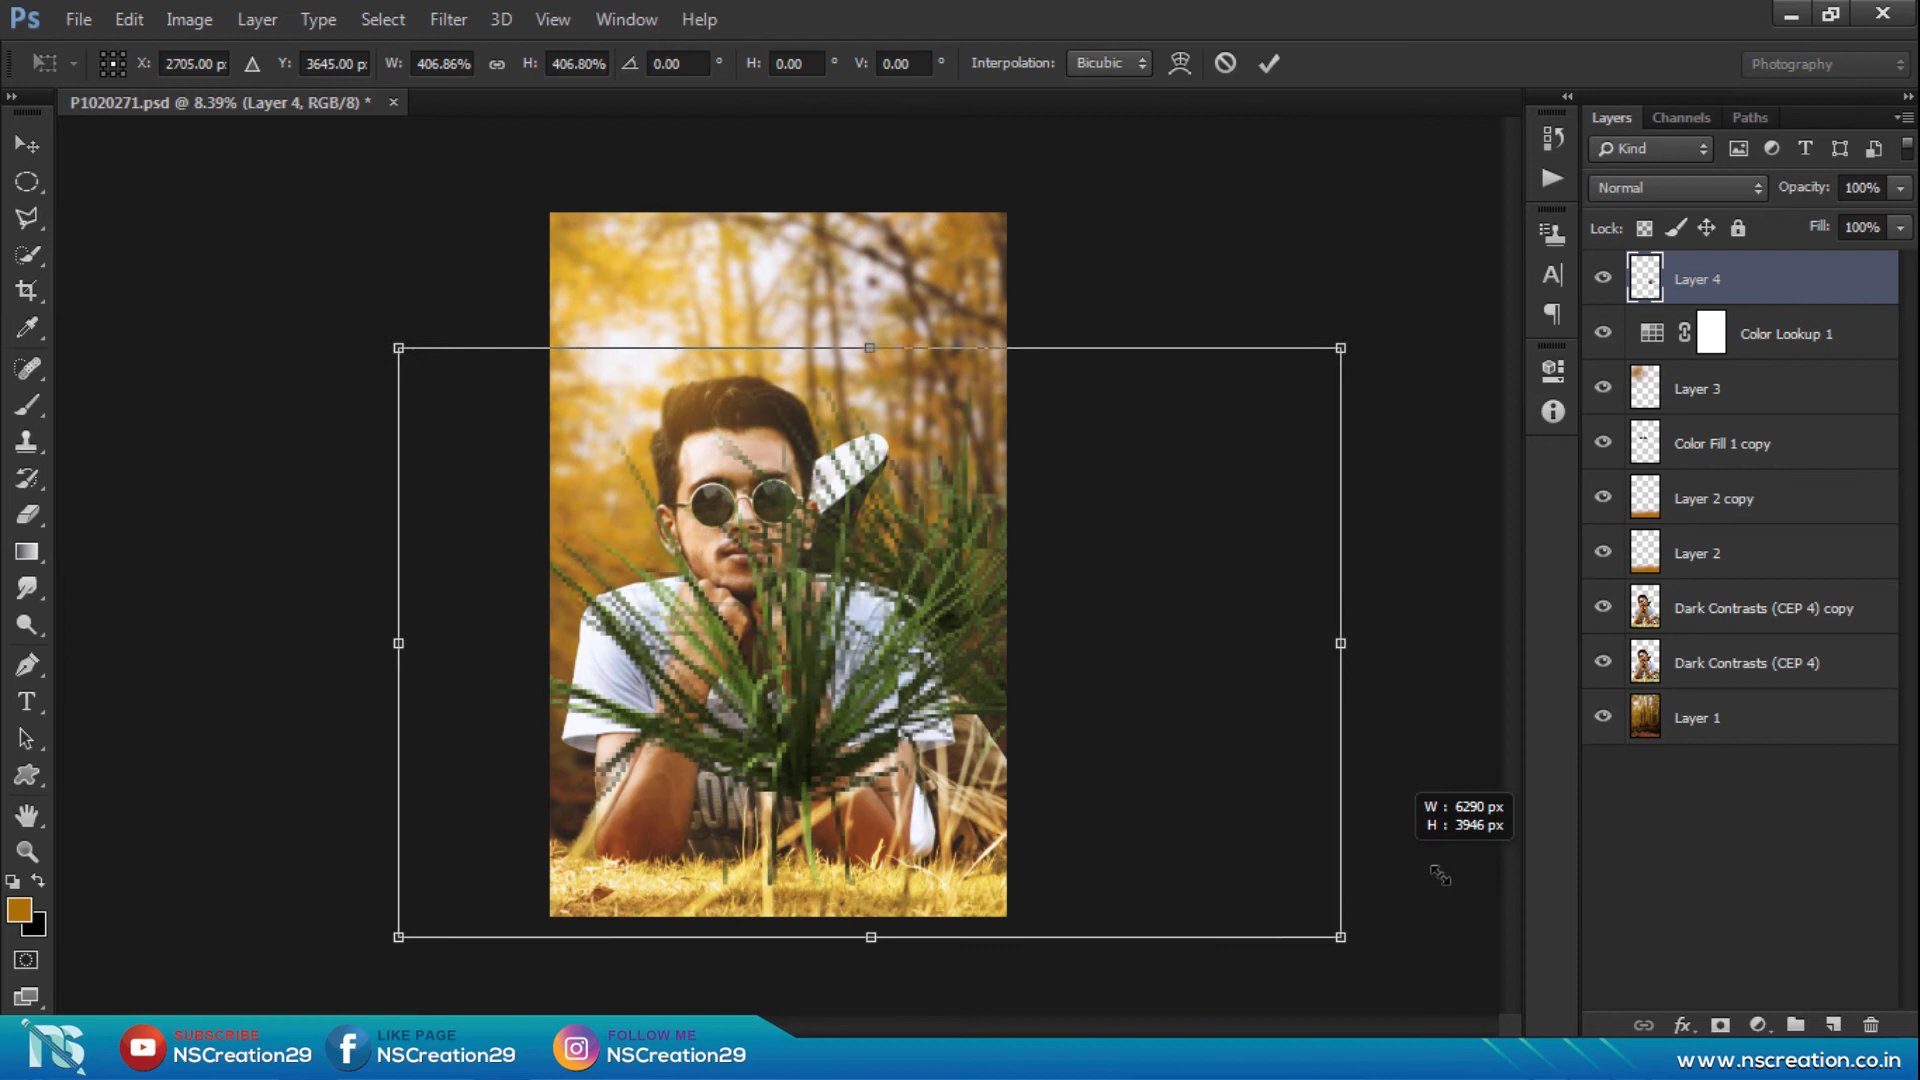 Ps File Edit Image Layer Type Select Filter 3D View Window Help
X: 2705.00 p: Y: 3645.00 p: W: 406.86% H: 406.80% 0.00 ° H: 0.00 ° V: 0.00 ° Interpolation: Bicubic Photography
P1020271.psd @ 8.39% (Layer 4, RGB/8) * ×
Layers Channels Paths
Kind
Normal Opacity: 100%
Lock: Fill: 100%
Layer 4
Color Lookup 1
Layer 3
Color Fill 1 copy
Layer 2 copy
Layer 2
Dark Contrasts (CEP 4) copy
Dark Contrasts (CEP 4)
Layer 1
W : 6290 px
H : 3946 px
NS
SUBSCRIBE
NSCreation29
LIKE PAGE
NSCreation29
FOLLOW ME
NSCreation29
www.nscreation.co.in